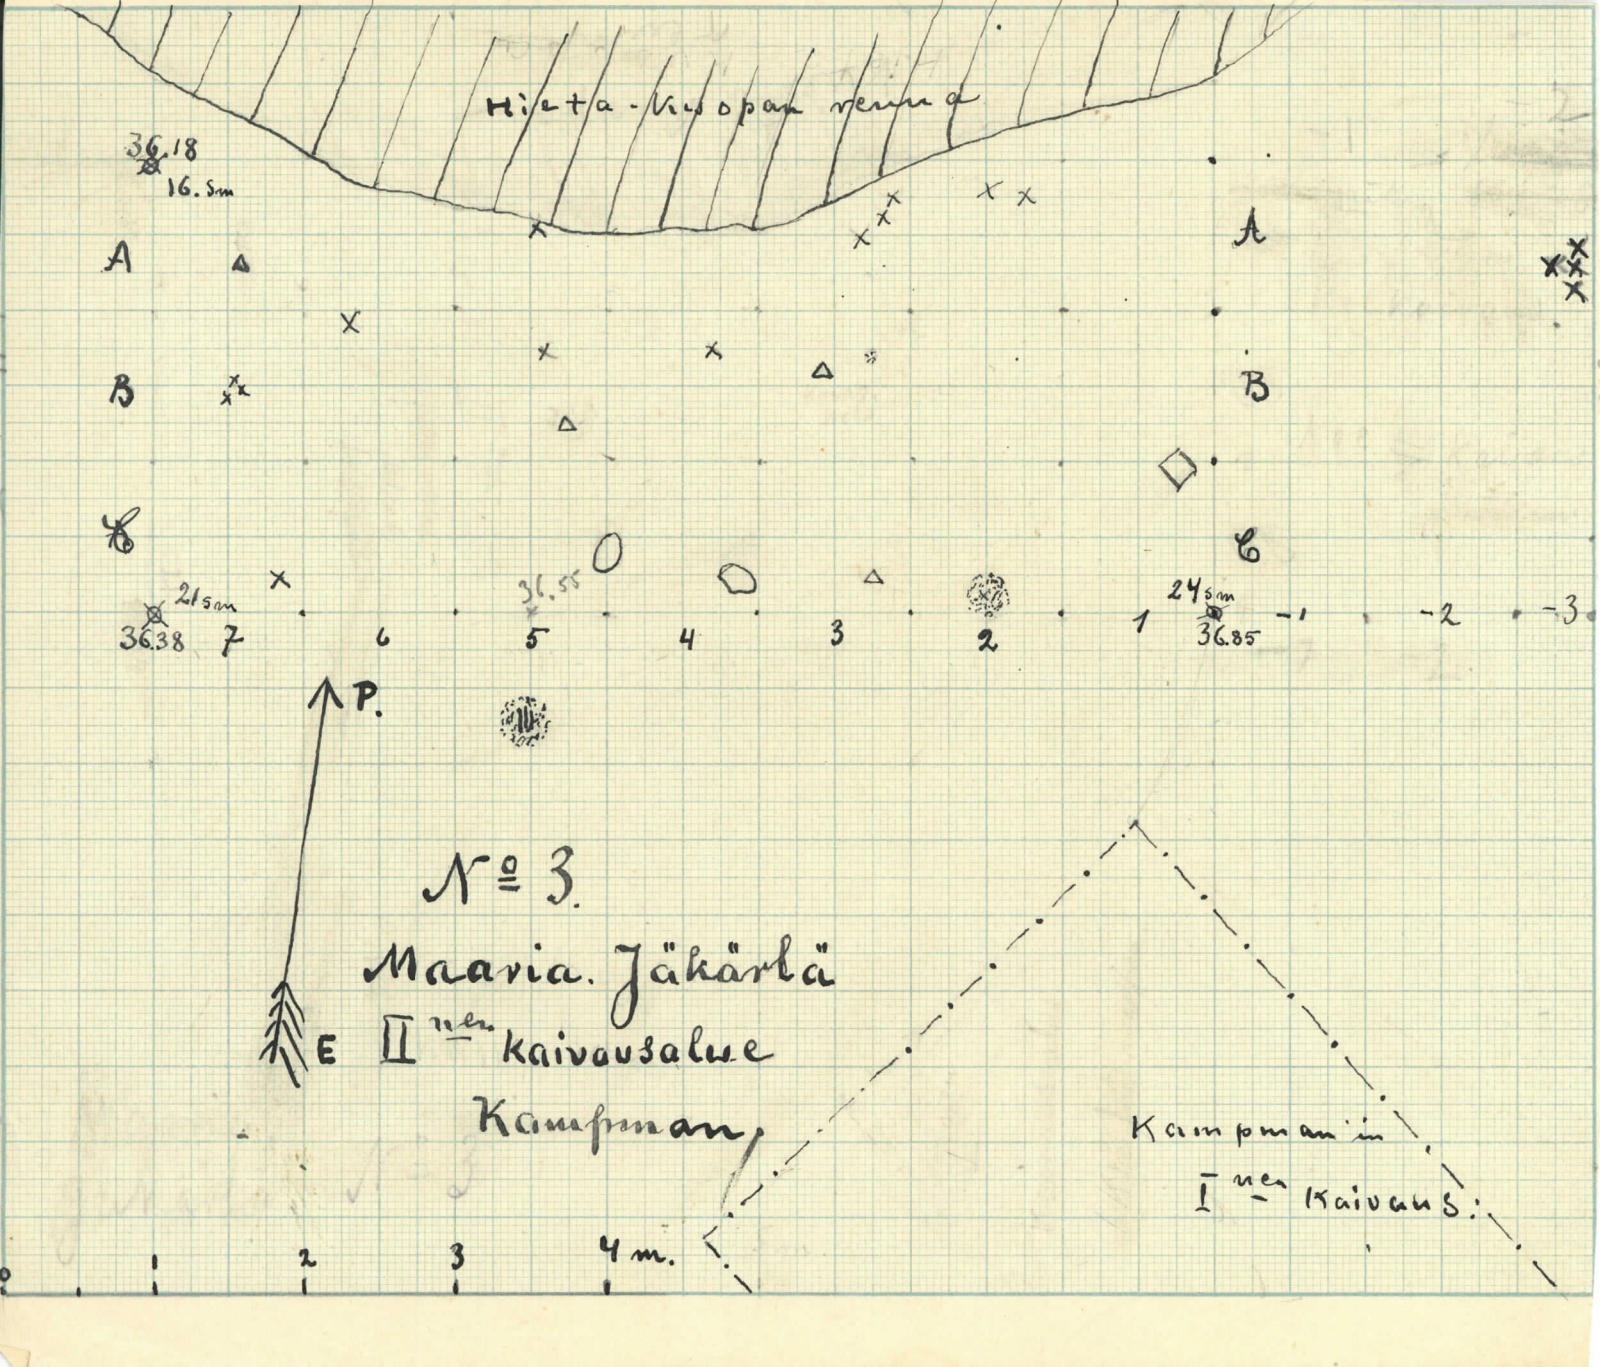 Hieta-kuopan reuna
36.18
16.sm
A A
B B
C C
21sm 36.55 24sm
36.38 7 6 5 4 3 2 1 36.85 -1 -2 -3
P.
No 3.
Maaria. Jäkärlä
E II nen kaivausalue
Kampman
Kampman'in
I nen Kaivaus.
0 1 2 3 4 m.